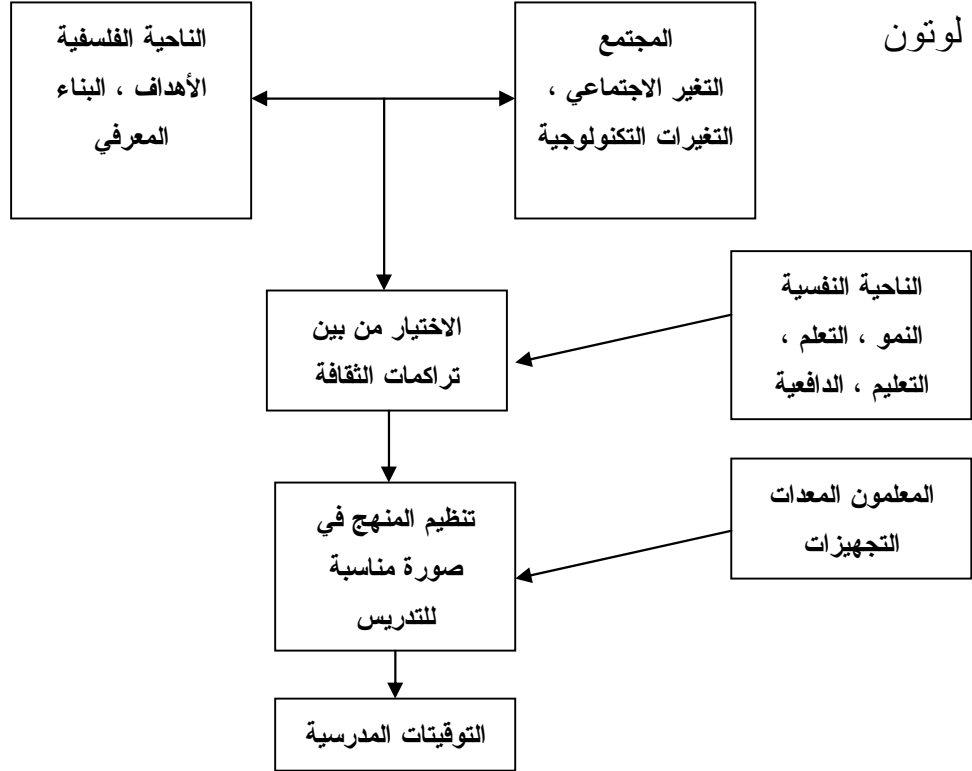 لوتون
المجتمع
التغير الاجتماعي ،
التغيرات التكنولوجية
الناحية الفلسفية
الأهداف ، البناء
المعرفي
الناحية النفسية
النمو ، التعلم ،
التعليم ، الدافعية
الاختيار من بين
تراكمات الثقافة
المعلمون المعدات
التجهيزات
تنظيم المنهج في
صورة مناسبة
للتدريس
التوقيتات المدرسية